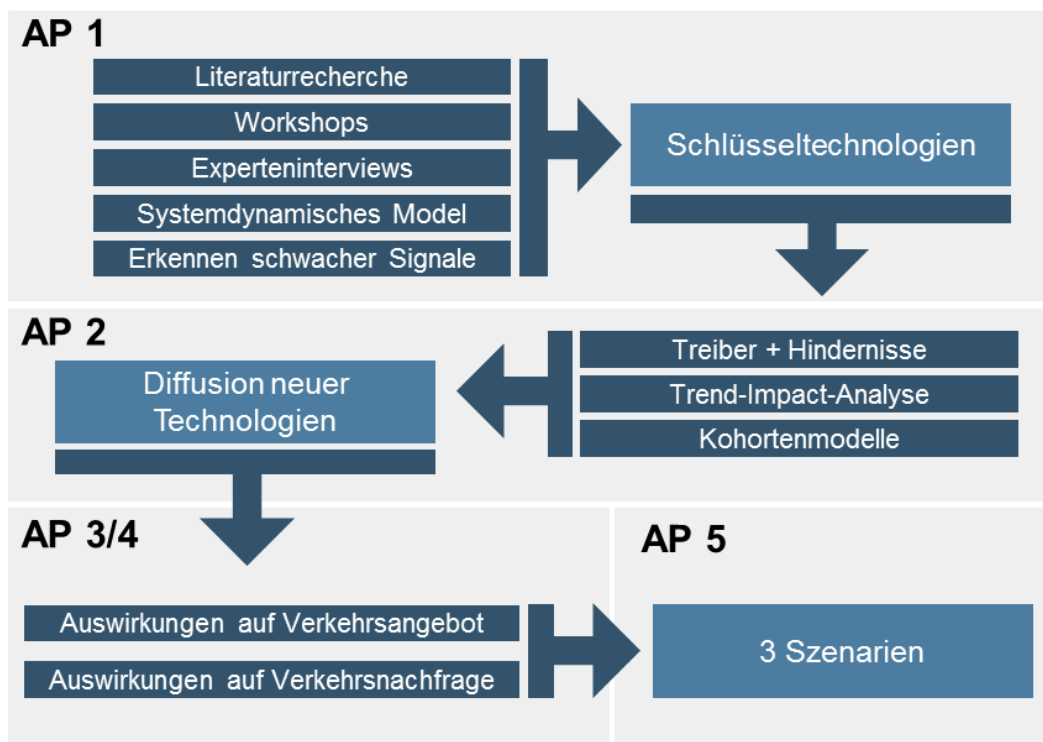 AP 1
Literaturrecherche
Workshops
Experteninterviews
Systemdynamisches Model
Erkennen schwacher Signale
Schlüsseltechnologien
AP 2
Treiber + Hindernisse
Trend-Impact-Analyse
Kohortenmodelle
Diffusion neuer
Technologien
AP 3/4
Auswirkungen auf Verkehrsangebot
Auswirkungen auf Verkehrsnachfrage
AP 5
3 Szenarien